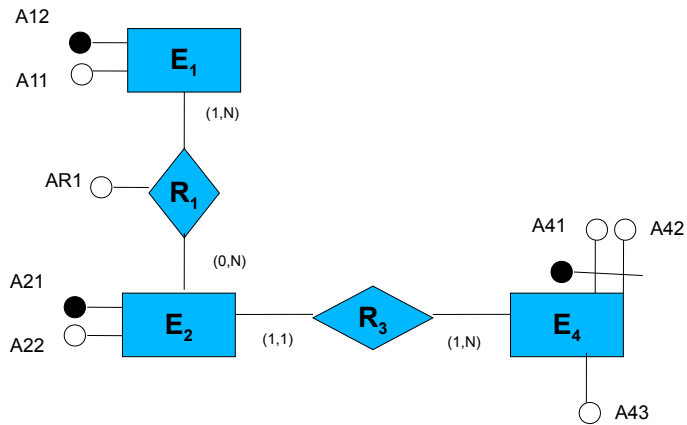 A12
E₁
A11
(1,N)
AR1
R₁
A41
A42
(0,N)
A21
E₂
R₃
E₄
A22
(1,1)
(1,N)
A43